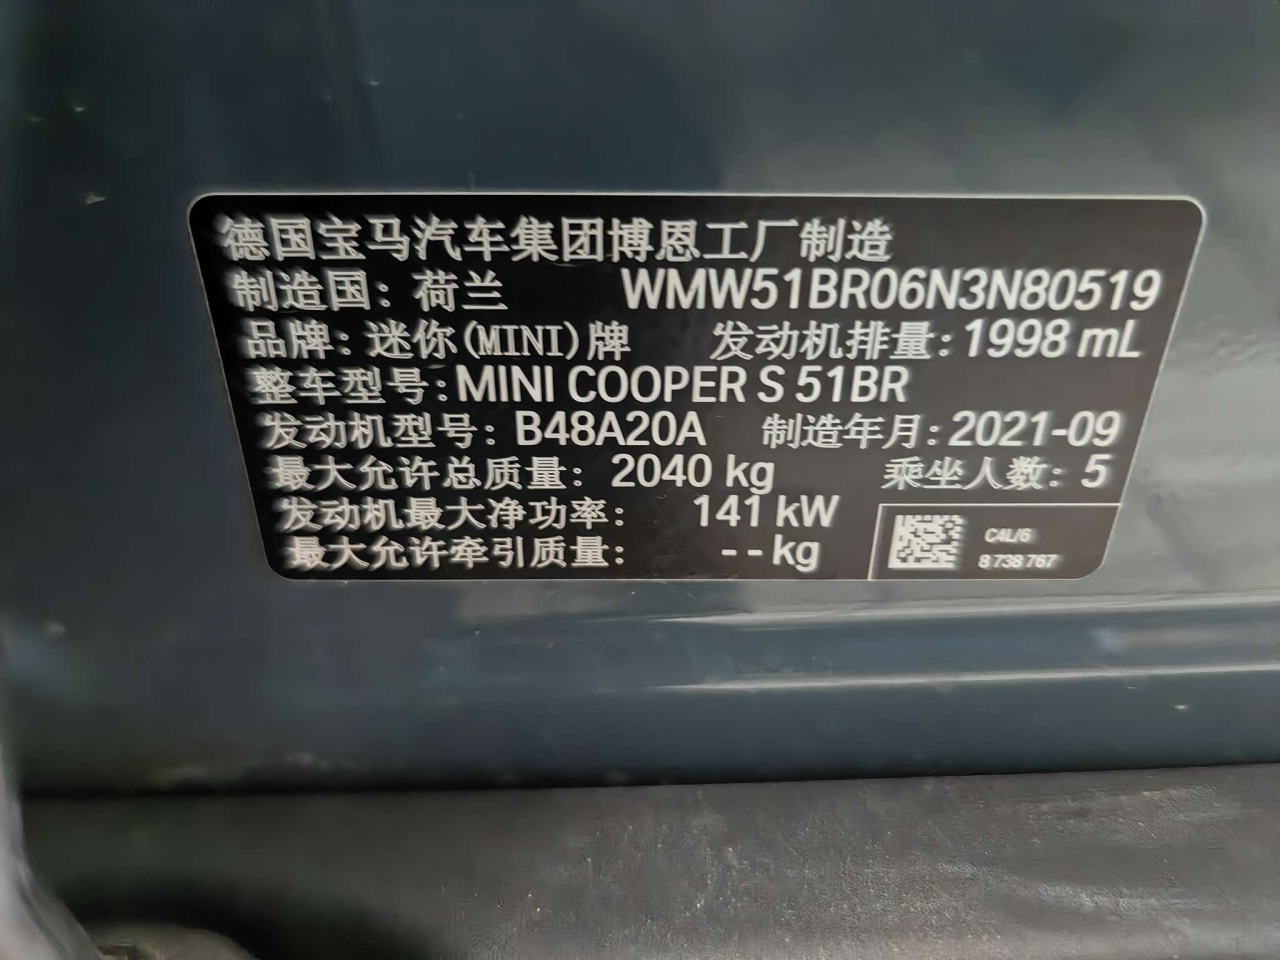 德国宝马汽车集团博恩工厂制造
制造国：荷兰 WMW51BR06N3N80519
品牌：迷你(MINI)牌 发动机排量：1998 mL
整车型号：MINI COOPER S 51BR
发动机型号：B48A20A 制造年月：2021-09
最大允许总质量：2040 kg 乘坐人数：5
发动机最大净功率： 141 kW
最大允许牵引质量： -- kg
C4L/6
8 738 767